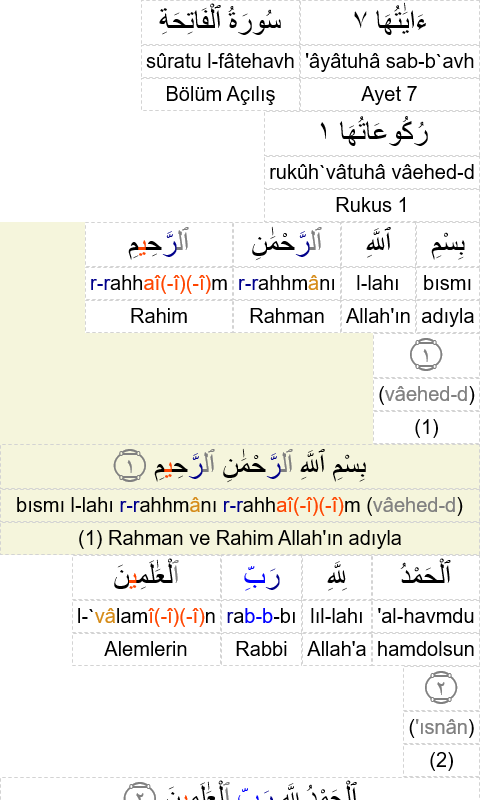 سُورَةُ ٱلْفَاتِحَةِ ءَايَٰتُهَا ٧
sûratu l-fâtehavh 'âyâtuhâ sab-b`avh
Bölüm Açılış Ayet 7
رُكُوعَاتُهَا ١
rukûh`vâtuhâ vâehed-d
Rukus 1
بِسْمِ ٱللَّهِ ٱلرَّحْمَٰنِ ٱلرَّحِيمِ
r-rahhaî(-î)(-î)m r-rahhmânı l-lahı bısmı
Rahim Rahman Allah'ın adıyla
١
(vâehed-d)
(1)
بِسْمِ ٱللَّهِ ٱلرَّحْمَٰنِ ٱلرَّحِيمِ ١
bısmı l-lahı r-rahhmânı r-rahhaî(-î)(-î)m (vâehed-d)
(1) Rahman ve Rahim Allah'ın adıyla
ٱلْحَمْدُ لِلَّهِ رَبِّ ٱلْعَٰلَمِينَ
l-`vâlamî(-î)(-î)n rab-b-bı lıl-lahı 'al-havmdu
Alemlerin Rabbi Allah'a hamdolsun
٢
('ısnân)
(2)
ٱلْحَمْدُ لِلَّهِ رَبِّ ٱلْعَٰلَمِينَ ٢